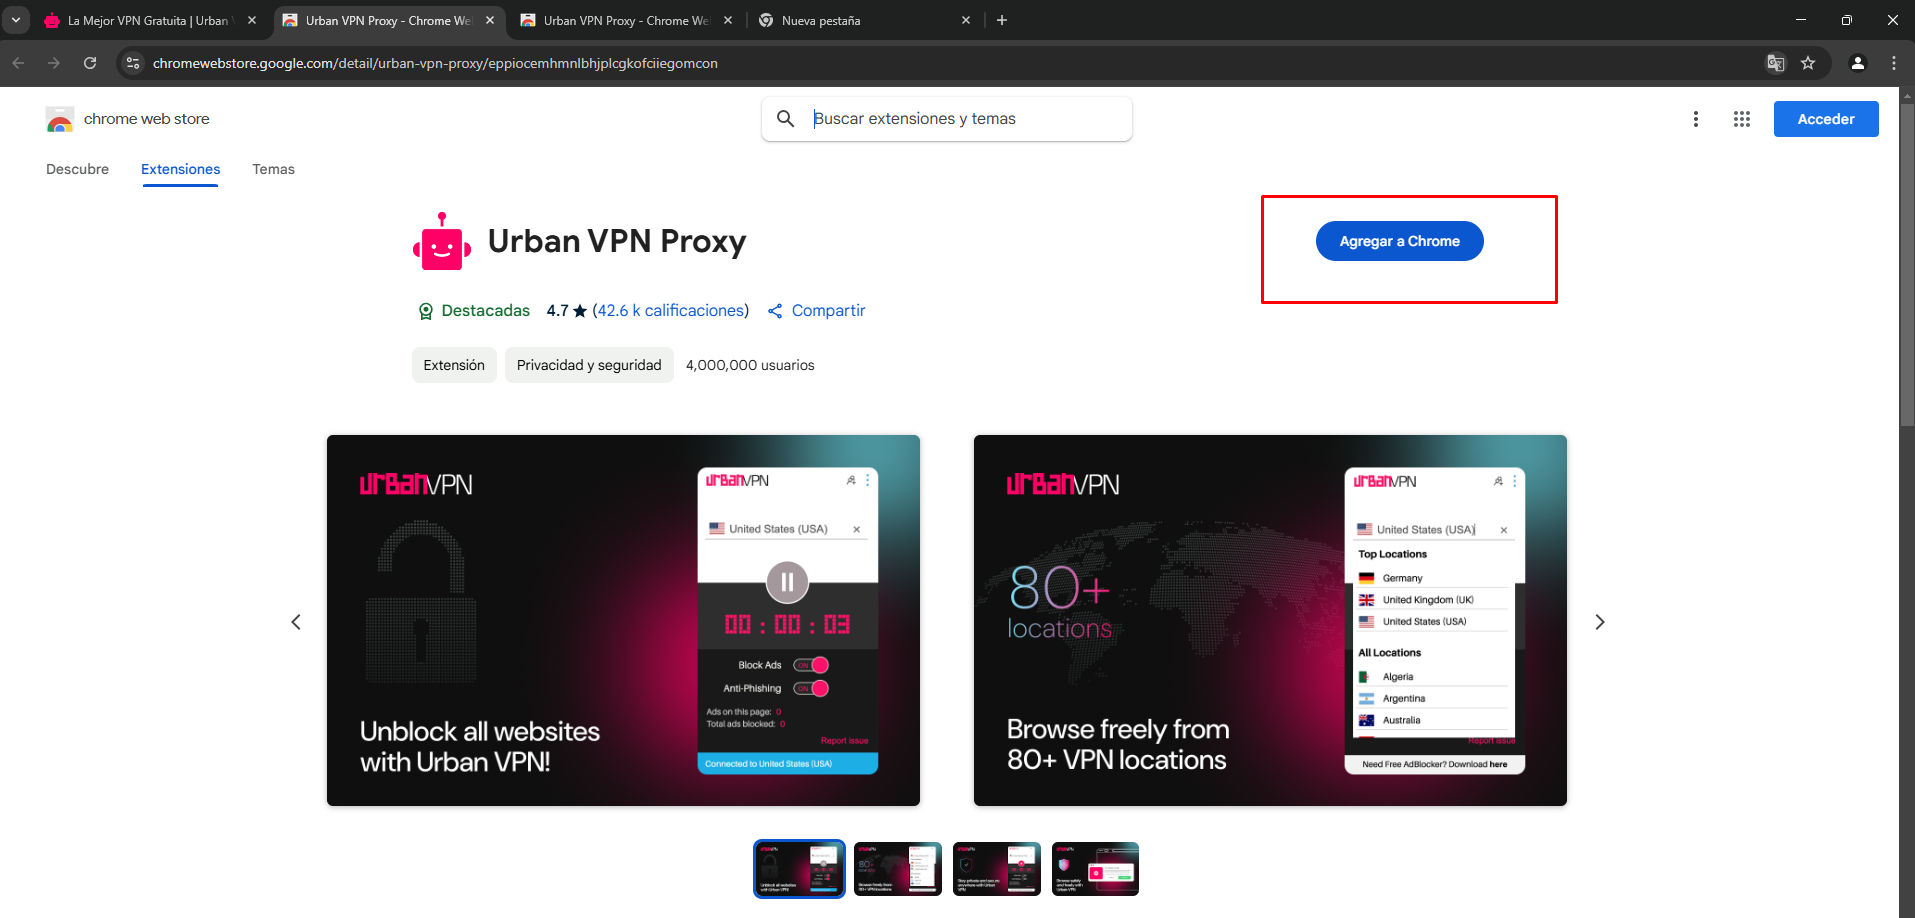 La Mejor VPN Gratuita | Urban
Urban VPN Proxy - Chrome We
Urban VPN Proxy - Chrome We
Nueva pestaña
chromewebstore.google.com/detail/urban-vpn-proxy/eppiocemhmnlbhjplcgkofciiegomcon
chrome web store
Buscar extensiones y temas
Acceder
Descubre
Extensiones
Temas
Urban VPN Proxy
Agregar a Chrome
Destacadas
4.7 ★ (42.6 k calificaciones)
Compartir
Extensión
Privacidad y seguridad
4,000,000 usuarios
urBanVPN
urBanVPN
United States (USA)
00 : 00 : 03
Block Ads ON
Anti-Phishing ON
Ads on this page: 0
Total ads blocked: 0
Report issue
Connected to United States (USA)
Unblock all websites
with Urban VPN!
urBanVPN
80+
locations
Browse freely from
80+ VPN locations
urBanVPN
United States (USA)
Top Locations
Germany
United Kingdom (UK)
United States (USA)
All Locations
Algeria
Argentina
Australia
Report issue
Need Free AdBlocker? Download here